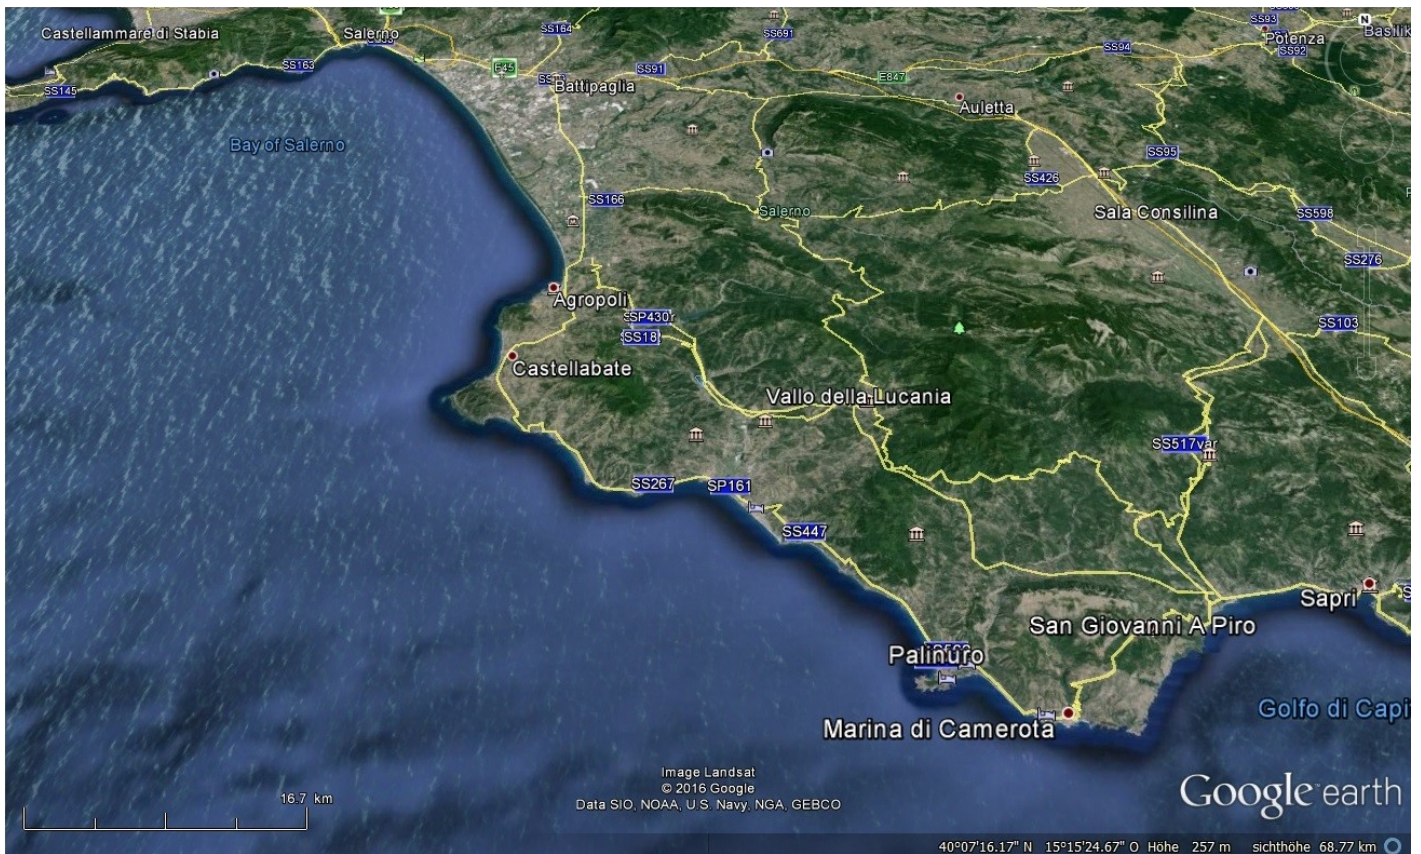 Castellammare di Stabia
Salerno
SS164
SS691
SS93
Potenza
Basilik
SS92
N
SS94
SS163
E45
SS91
E847
SS145
Battipaglia
Auletta
Bay of Salerno
SS95
SS426
SS166
Salerno
Sala Consilina
SS598
SS276
Agropoli
SP430r
SS18
SS103
Castellabate
Vallo della Lucania
SS517var
SS267
SP161
SS447
Sapri
San Giovanni A Piro
Palinuro
Golfo di Capi
Marina di Camerota
Image Landsat
© 2016 Google
Data SIO, NOAA, U.S. Navy, NGA, GEBCO
16.7 km
Google earth
40°07'16.17" N 15°15'24.67" O Höhe 257 m sichthöhe 68.77 km